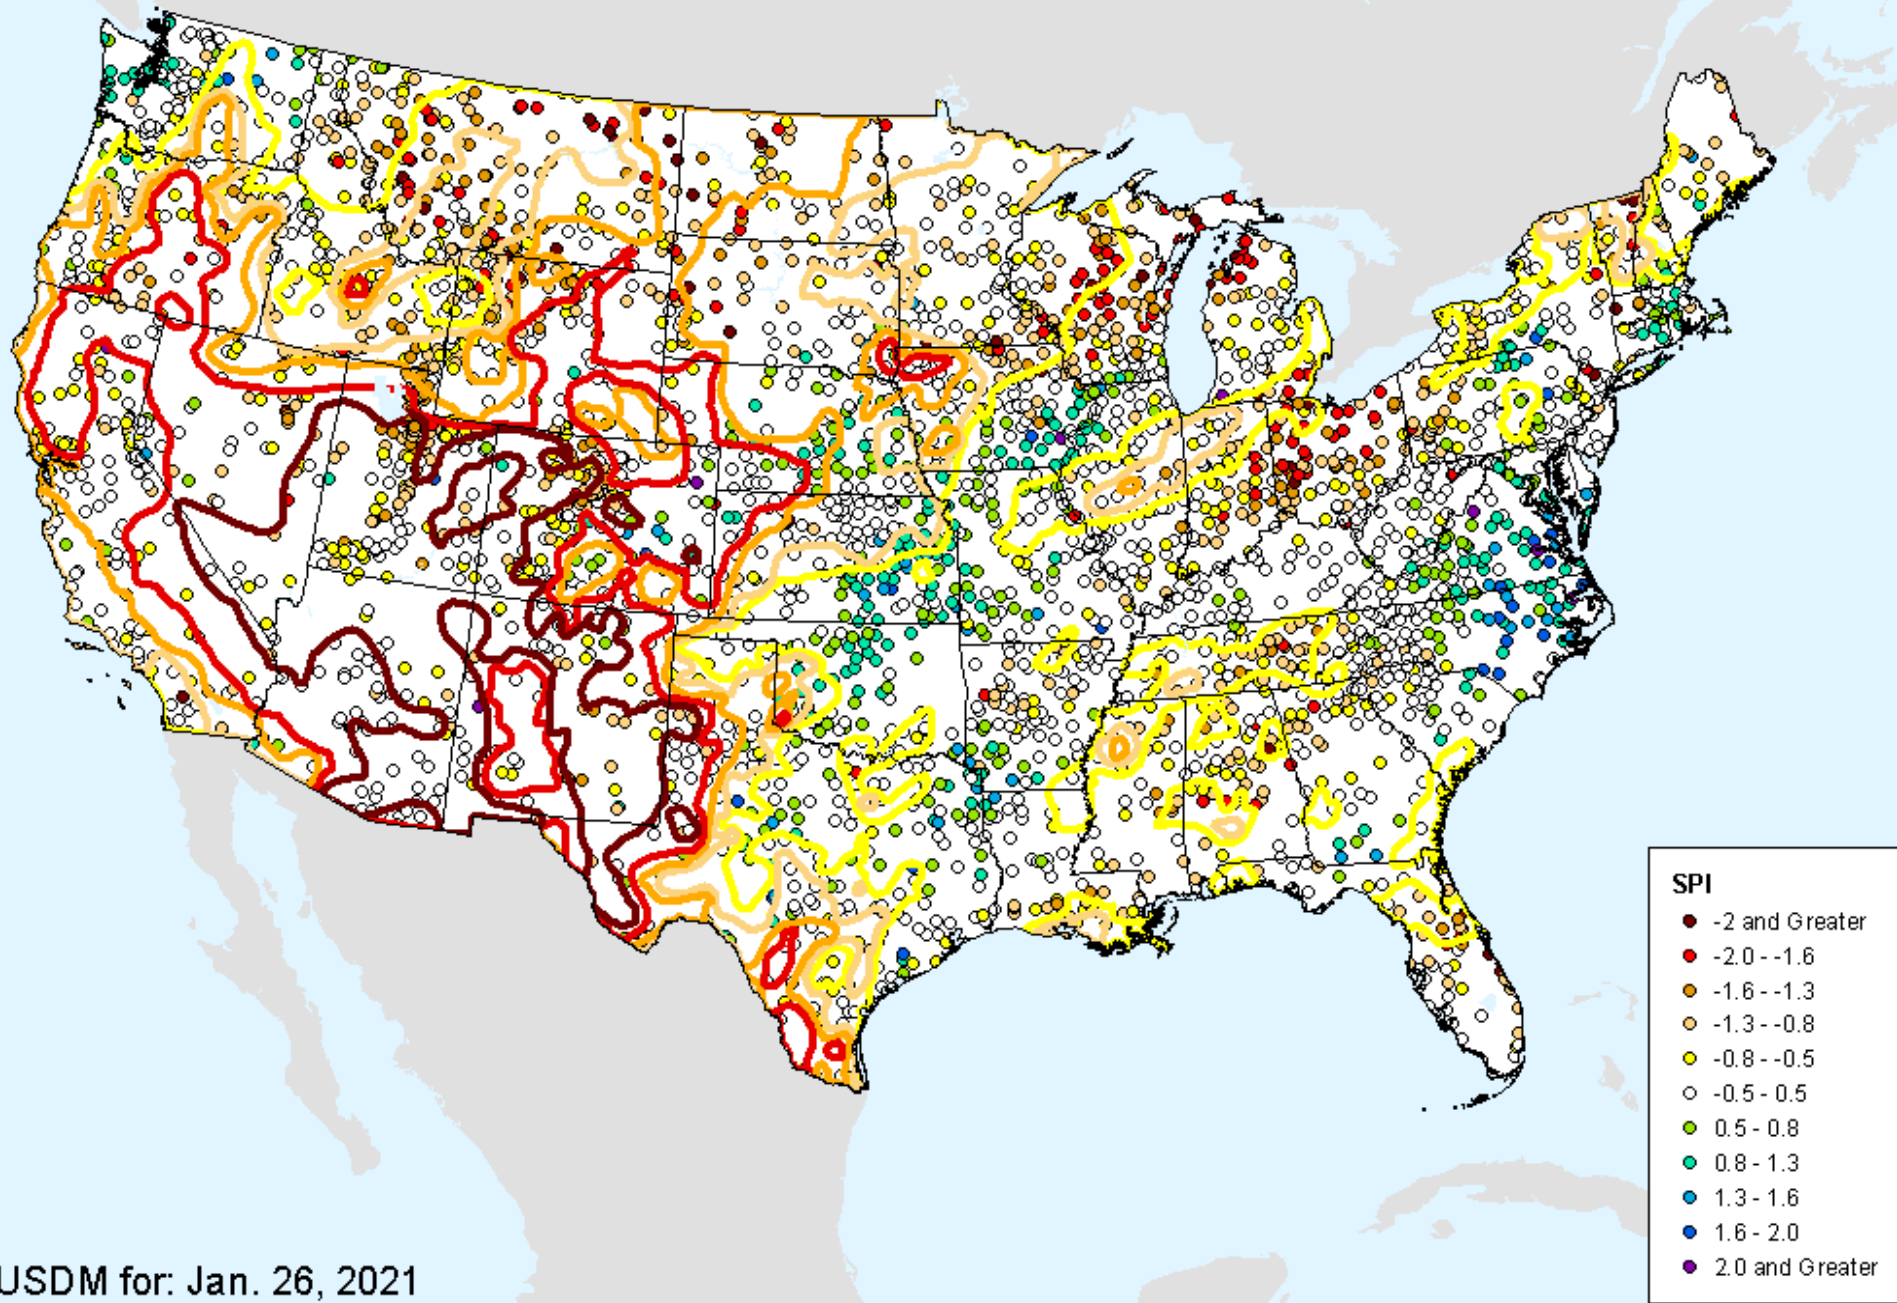 SPI
-2 and Greater
-2.0 - -1.6
-1.6 - -1.3
-1.3 - -0.8
-0.8 - -0.5
-0.5 - 0.5
0.5 - 0.8
0.8 - 1.3
1.3 - 1.6
1.6 - 2.0
2.0 and Greater
USDM for: Jan. 26, 2021